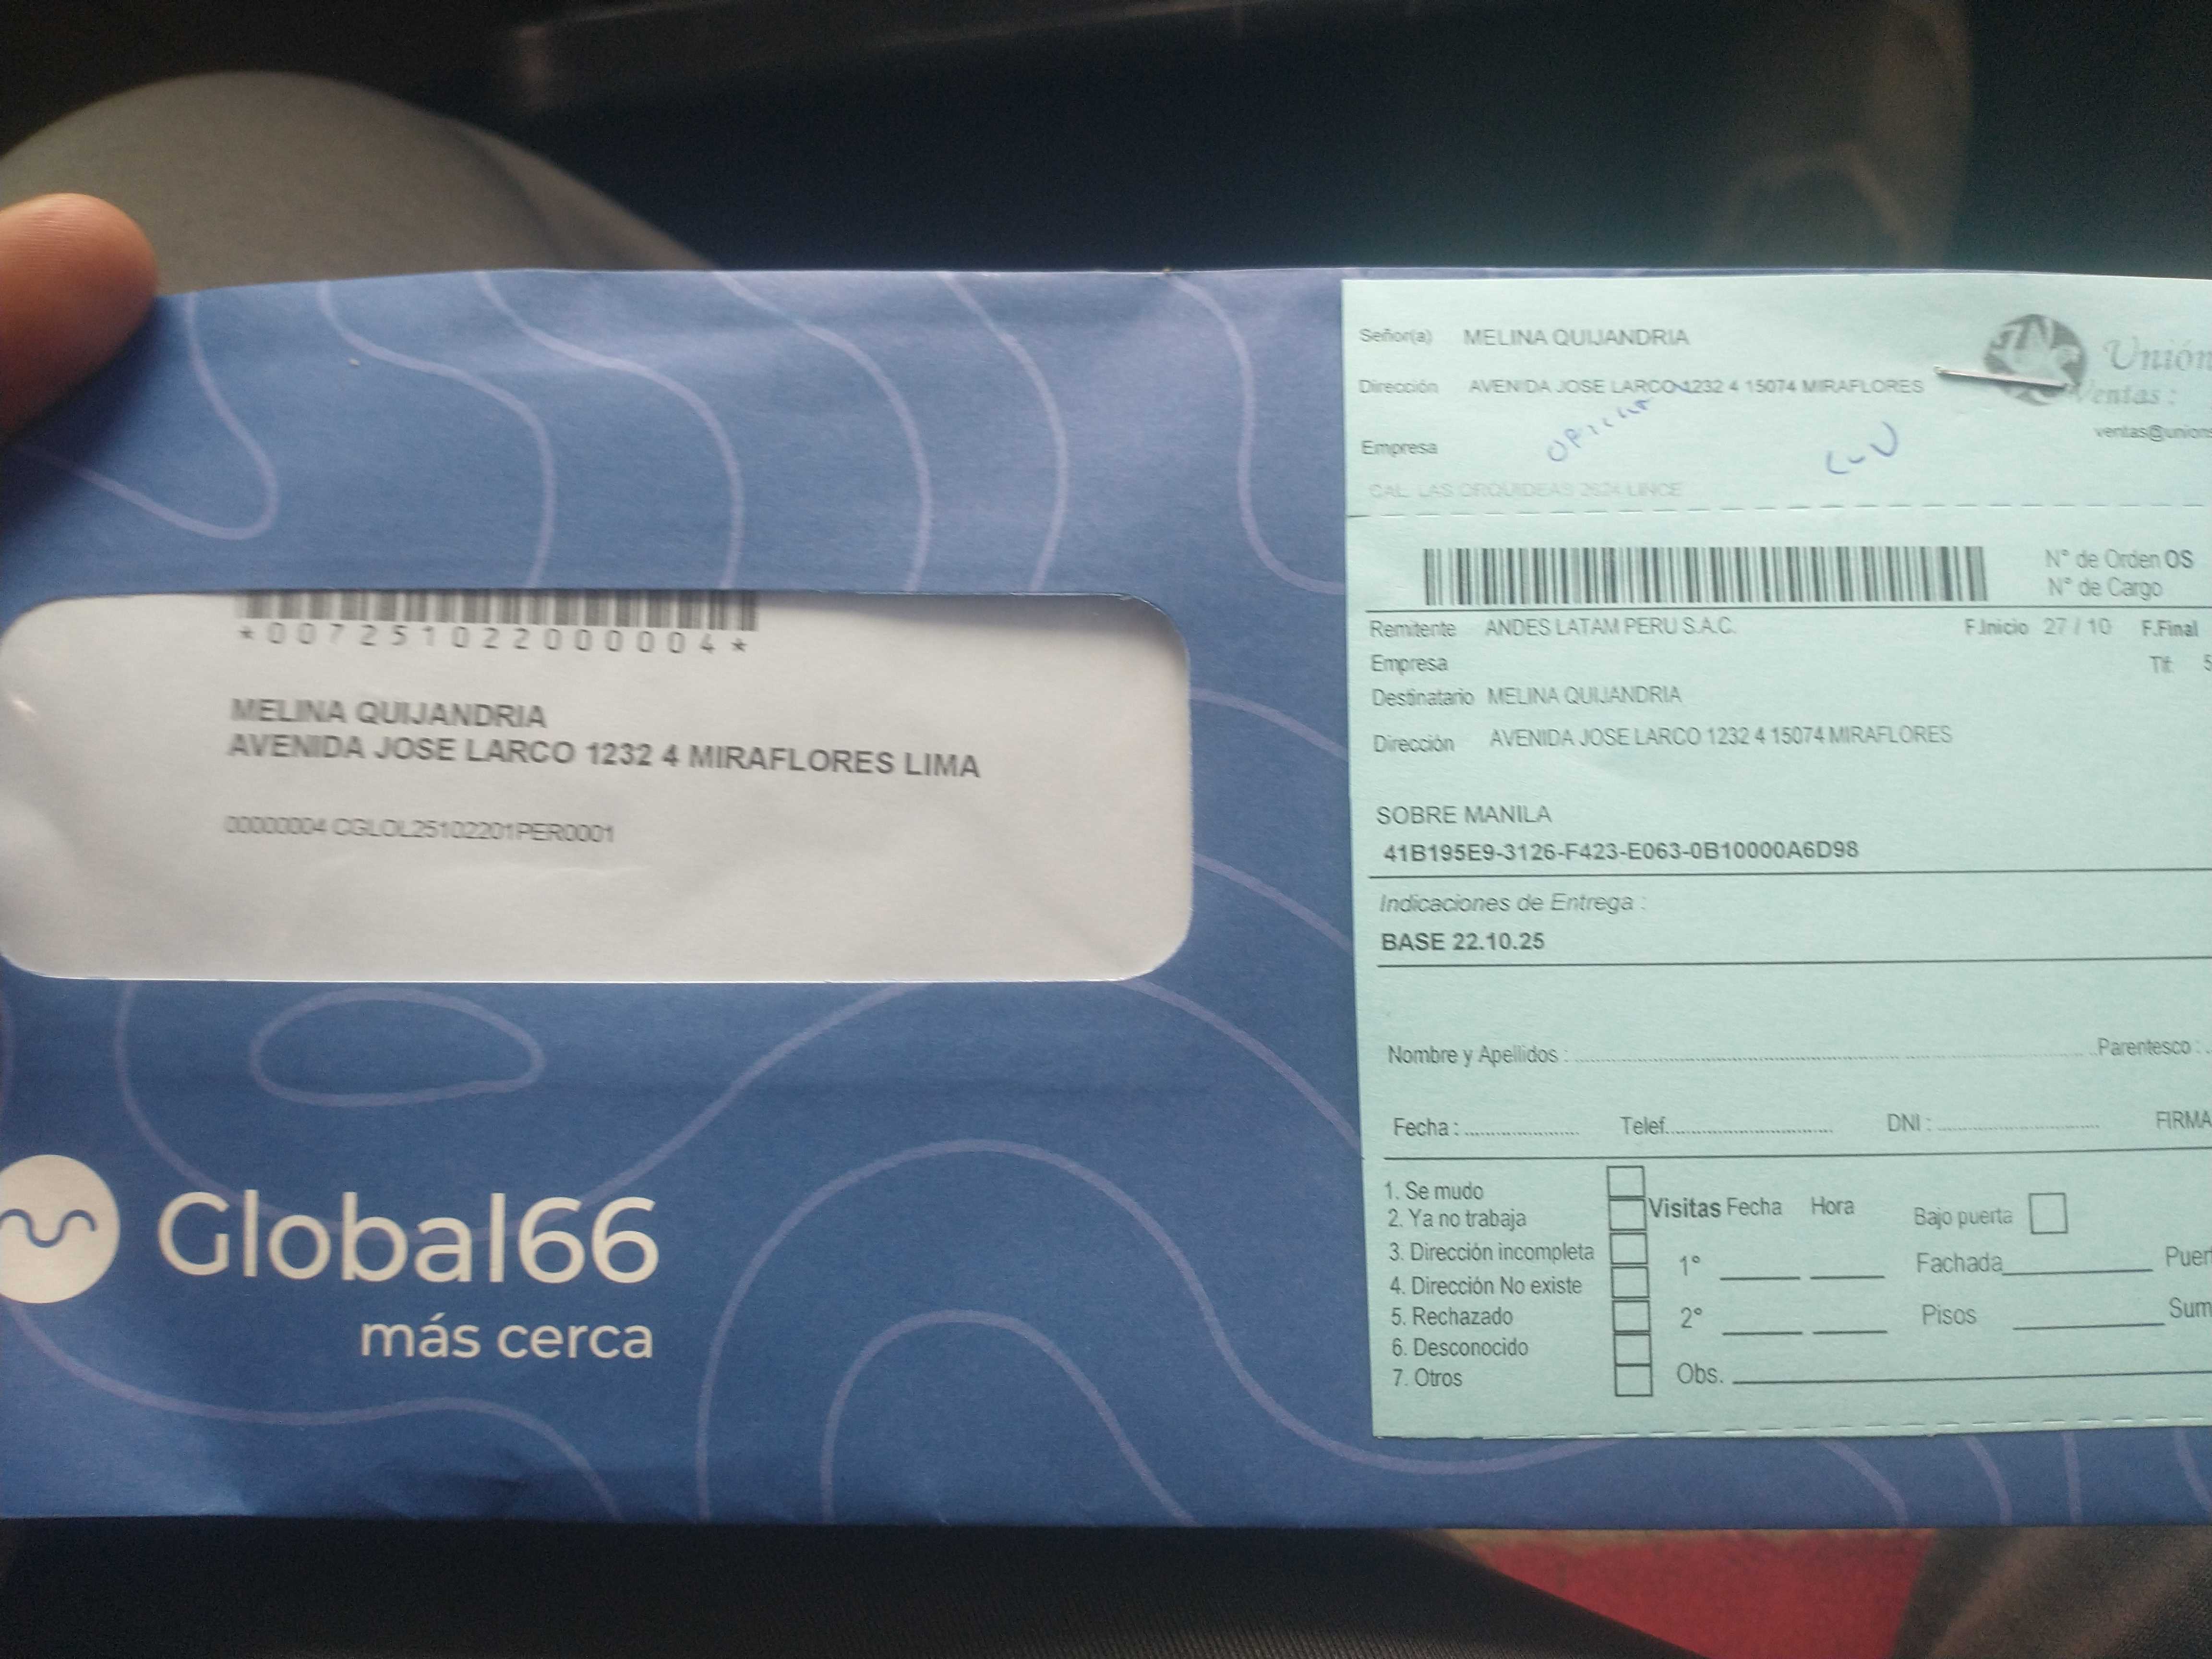 *007251022000004*
MELINA QUIJANDRIA
AVENIDA JOSE LARCO 1232 4 MIRAFLORES LIMA
00000004 CGLOL25102201PER0001
Global66
más cerca
Señor(a) MELINA QUIJANDRIA
Unión
Dirección AVENIDA JOSE LARCO 1232 4 15074 MIRAFLORES
Ventas :
ventas@unions
Empresa
CAL. LAS ORQUIDEAS 2624 LINCE
N° de Orden OS
N° de Cargo
Remitente ANDES LATAM PERU S.A.C. F.Inicio 27 / 10 F.Final
Empresa Tlf: 5
Destinatario MELINA QUIJANDRIA
Dirección AVENIDA JOSE LARCO 1232 4 15074 MIRAFLORES
SOBRE MANILA
41B195E9-3126-F423-E063-0B10000A6D98
Indicaciones de Entrega :
BASE 22.10.25
Nombre y Apellidos : Parentesco :
Fecha : Telef. DNI : FIRMA
1. Se mudo
2. Ya no trabaja Visitas Fecha Hora Bajo puerta
3. Dirección incompleta 1° Fachada Puer
4. Dirección No existe
5. Rechazado 2° Pisos Sum
6. Desconocido
7. Otros Obs.